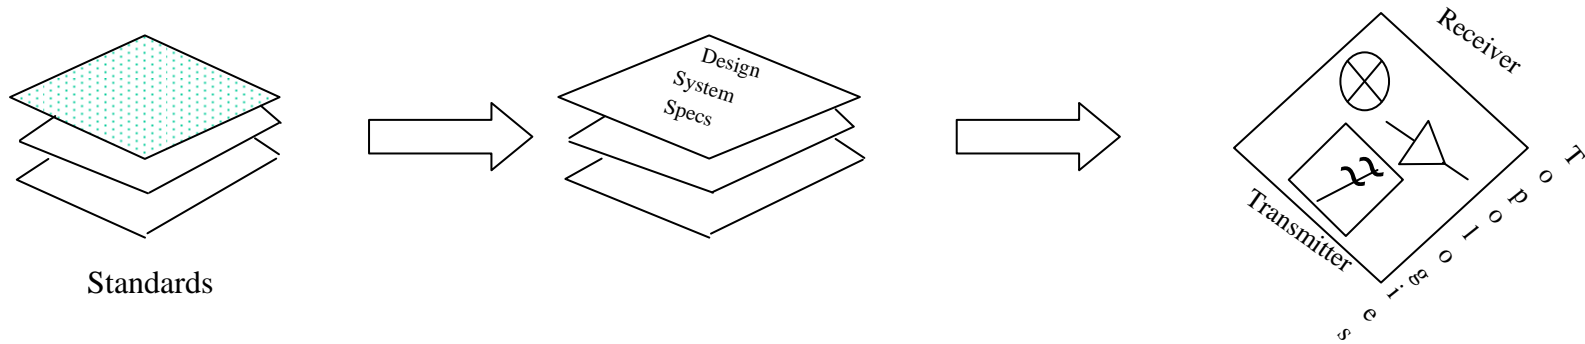 Standards
Design
System
Specs
Receiver
Transmitter
Topologies